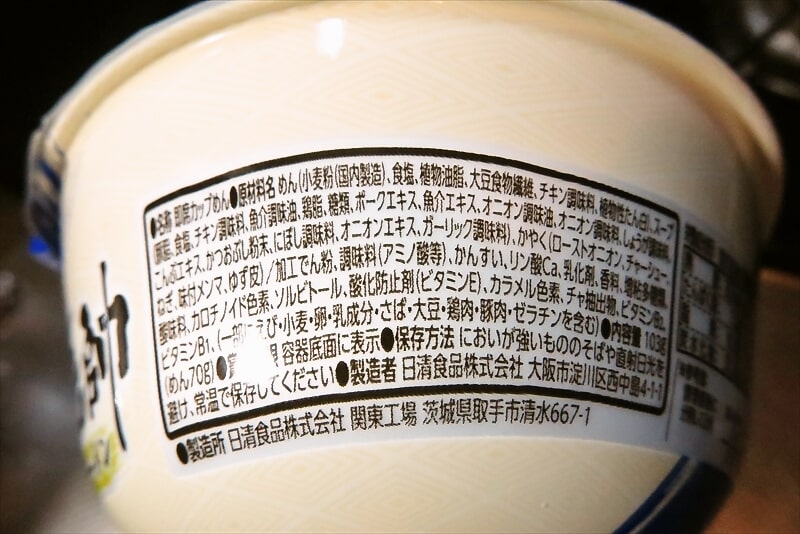 ●名称 即席カップめん●原材料名 めん(小麦粉(国内製造)、食塩、植物油脂、大豆食物繊維、チキン調味料、植物性たん白)、スープ
(豚脂、食塩、チキン調味料、魚介調味油、鶏脂、糖類、ポークエキス、魚介エキス、オニオン調味油、オニオン調味料、しょうが調味料、
こんぶエキス、かつおぶし粉末、にぼし調味料、オニオンエキス、ガーリック調味料)、かやく(ローストオニオン、チャーシュー、
ねぎ、味付メンマ、ゆず皮)/加工でん粉、調味料(アミノ酸等)、かんすい、リン酸Ca、乳化剤、香料、増粘多糖類、
酸味料、カロチノイド色素、ソルビトール、酸化防止剤(ビタミンE)、カラメル色素、チャ抽出物、ビタミンB2、
ビタミンB1、(一部にえび・小麦・卵・乳成分・さば・大豆・鶏肉・豚肉・ゼラチンを含む)●内容量 103g
(めん70g)● 容器底面に表示●保存方法 においが強いもののそばや直射日光を
避け、常温で保存してください●製造者 日清食品株式会社 大阪市淀川区西中島4-1-1
●製造所 日清食品株式会社 関東工場 茨城県取手市清水667-1
帥